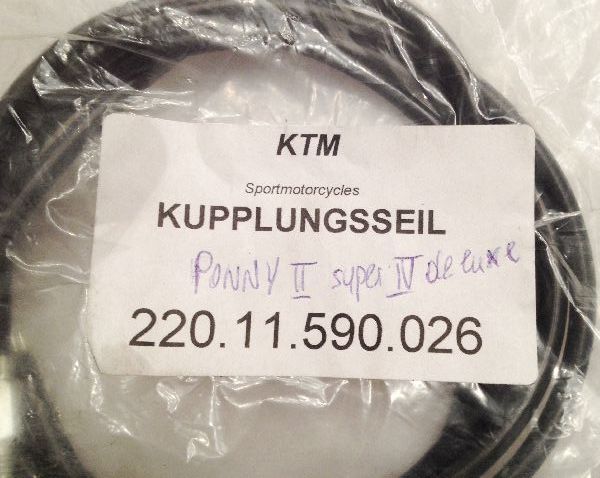 KTM
Sportmotorcycles
KUPPLUNGSSEIL
PONNY II super IV de luxe
220.11.590.026